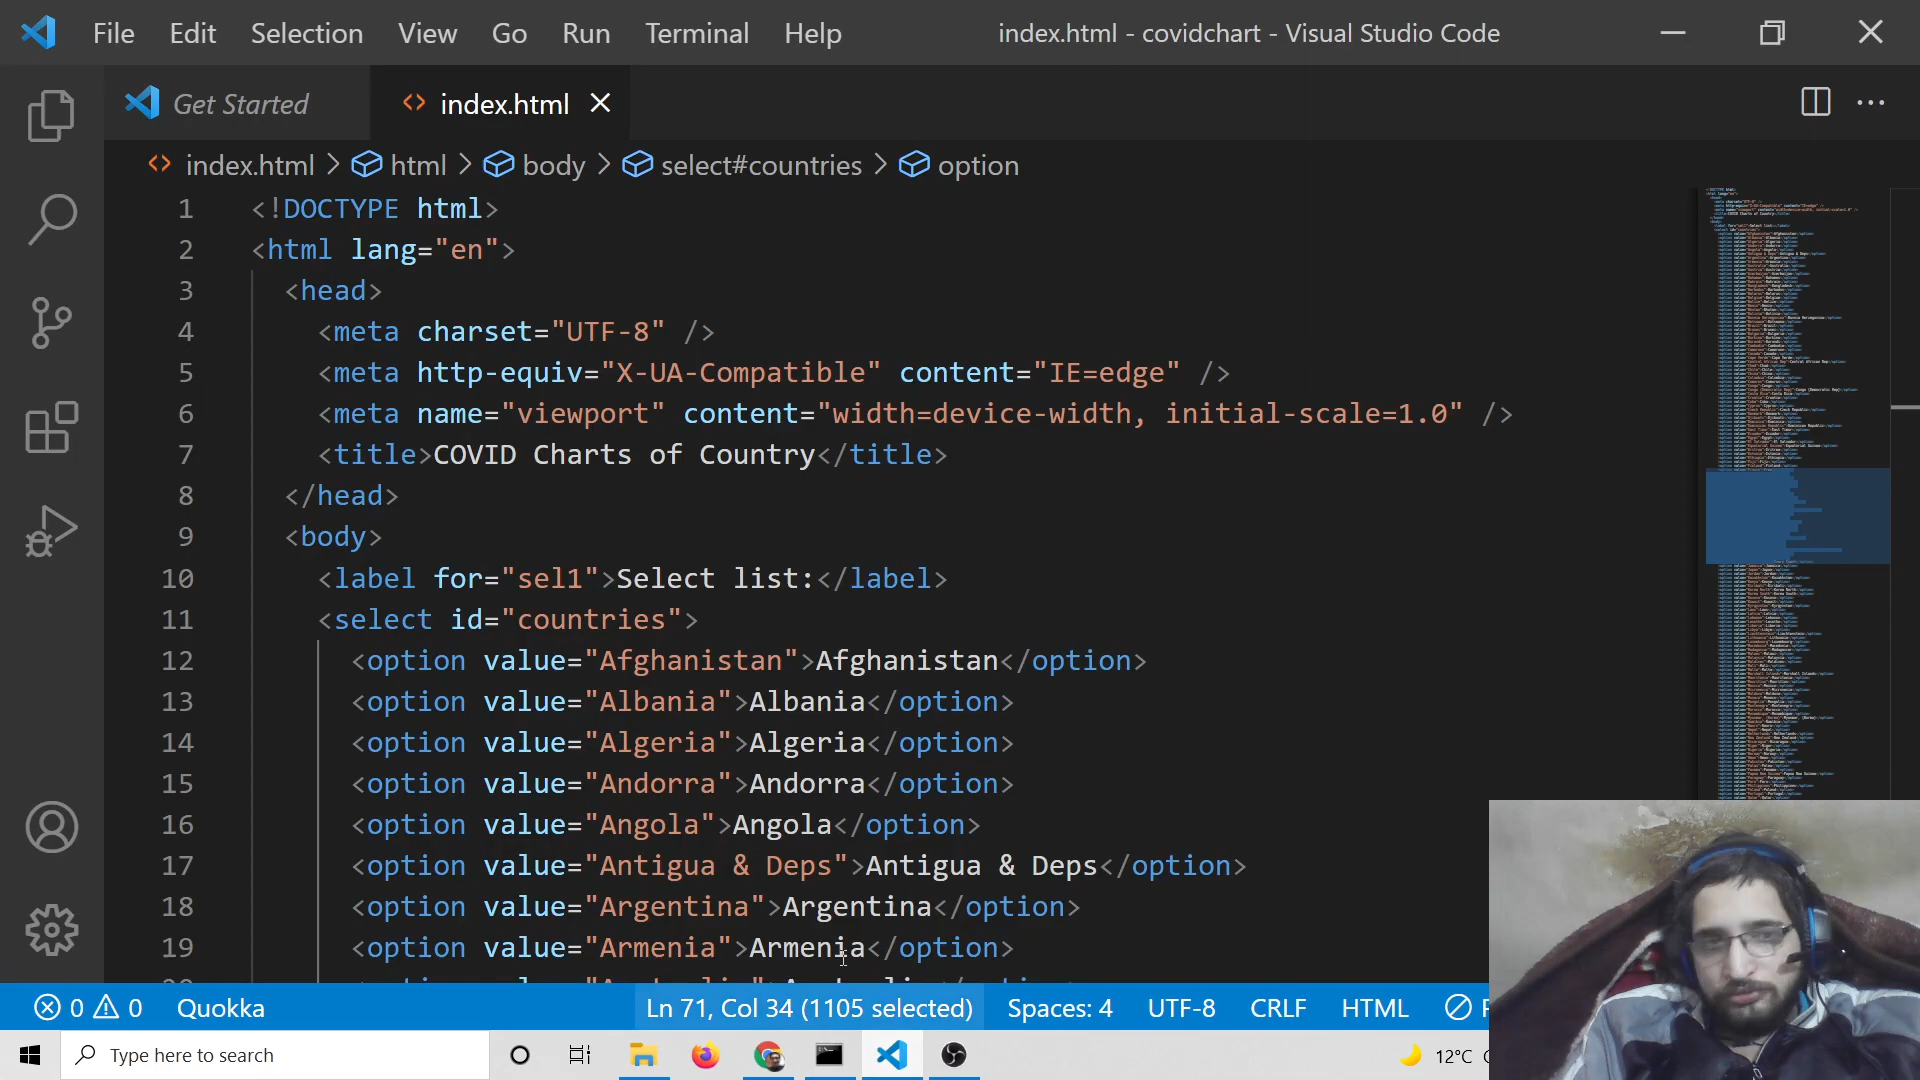 File Edit Selection View Go Run Terminal Help index.html - covidchart - Visual Studio Code
Get Started index.html
index.html > html > body > select#countries > option
1 <!DOCTYPE html>
2 <html lang="en">
3 <head>
4 <meta charset="UTF-8" />
5 <meta http-equiv="X-UA-Compatible" content="IE=edge" />
6 <meta name="viewport" content="width=device-width, initial-scale=1.0" />
7 <title>COVID Charts of Country</title>
8 </head>
9 <body>
10 <label for="sel1">Select list:</label>
11 <select id="countries">
12 <option value="Afghanistan">Afghanistan</option>
13 <option value="Albania">Albania</option>
14 <option value="Algeria">Algeria</option>
15 <option value="Andorra">Andorra</option>
16 <option value="Angola">Angola</option>
17 <option value="Antigua & Deps">Antigua & Deps</option>
18 <option value="Argentina">Argentina</option>
19 <option value="Armenia">Armenia</option>
0 0 Quokka Ln 71, Col 34 (1105 selected) Spaces: 4 UTF-8 CRLF HTML
Type here to search 12°C